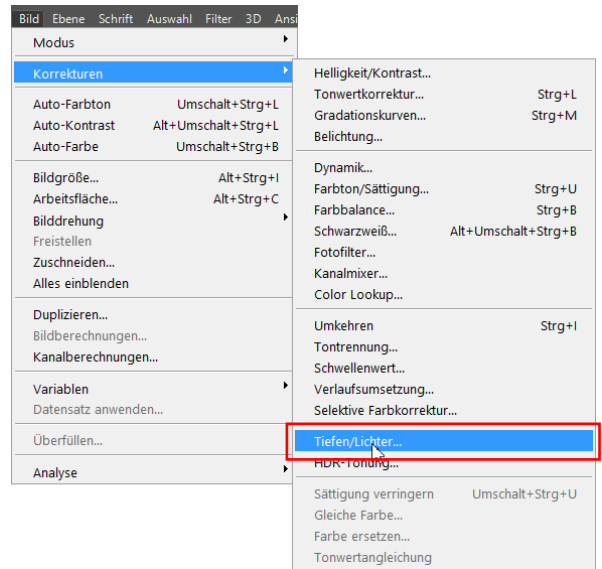 Bild Ebene Schrift Auswahl Filter 3D Ansi
Modus
Korrekturen
Auto-Farbton Umschalt+Strg+L
Auto-Kontrast Alt+Umschalt+Strg+L
Auto-Farbe Umschalt+Strg+B
Bildgröße... Alt+Strg+I
Arbeitsfläche... Alt+Strg+C
Bilddrehung
Freistellen
Zuschneiden...
Alles einblenden
Duplizieren...
Bildberechnungen...
Kanalberechnungen...
Variablen
Datensatz anwenden...
Überfüllen...
Analyse
Helligkeit/Kontrast...
Tonwertkorrektur... Strg+L
Gradationskurven... Strg+M
Belichtung...
Dynamik...
Farbton/Sättigung... Strg+U
Farbbalance... Strg+B
Schwarzweiß... Alt+Umschalt+Strg+B
Fotofilter...
Kanalmixer...
Color Lookup...
Umkehren Strg+I
Tontrennung...
Schwellenwert...
Verlaufsumsetzung...
Selektive Farbkorrektur...
Tiefen/Lichter...
HDR-Tonung...
Sättigung verringern Umschalt+Strg+U
Gleiche Farbe...
Farbe ersetzen...
Tonwertangleichung